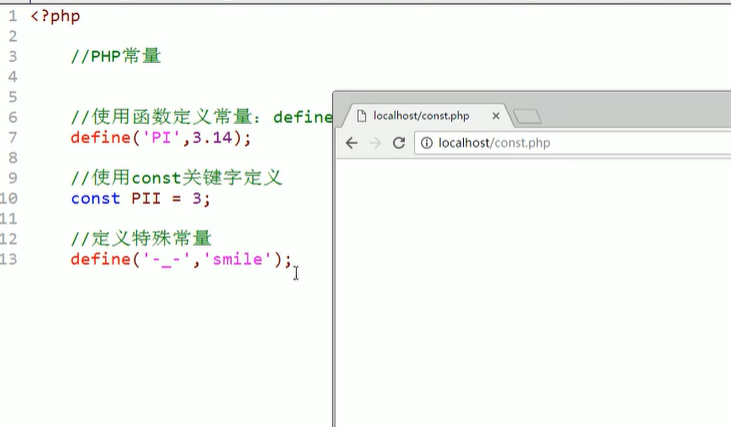 1 <?php
2
3 //PHP常量
4
5
6 //使用函数定义常量: define
7 define('PI',3.14);
8
9 //使用const关键字定义
10 const PII = 3;
11
12 //定义特殊常量
13 define('-_-','smile');
localhost/const.php
localhost/const.php